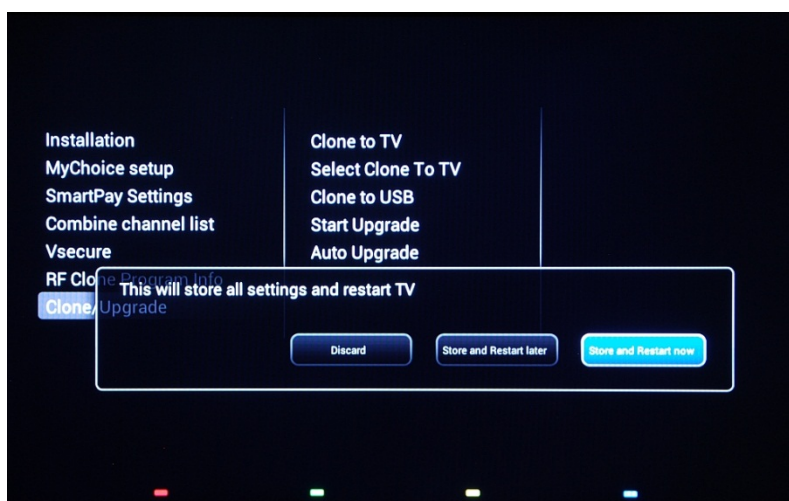 Installation
MyChoice setup
SmartPay Settings
Combine channel list
Vsecure
RF Clone Program Info
Clone/Upgrade
Clone to TV
Select Clone To TV
Clone to USB
Start Upgrade
Auto Upgrade
This will store all settings and restart TV
Discard
Store and Restart later
Store and Restart now